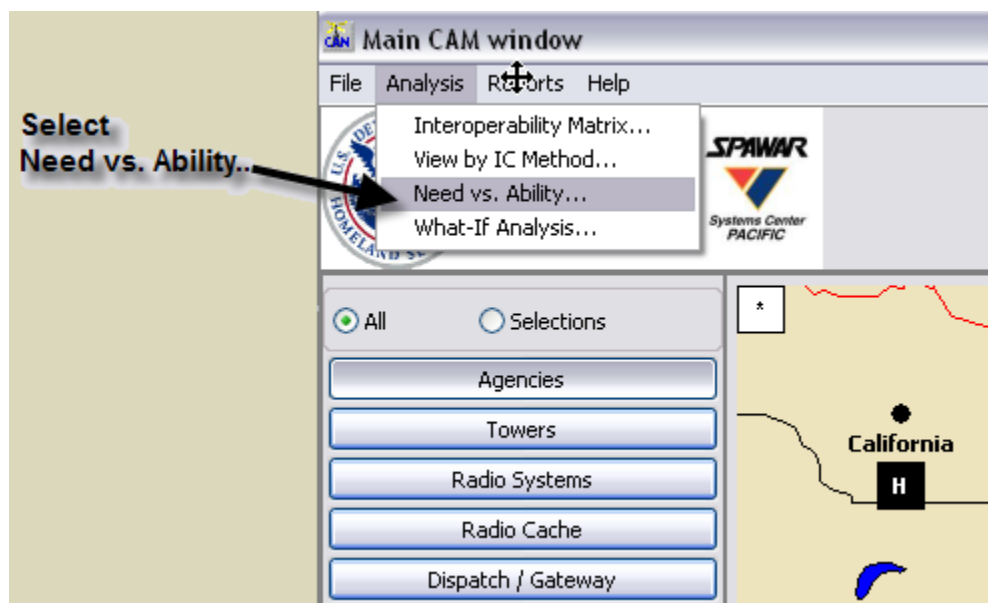 Main CAM window
File Analysis Reports Help
Select
Need vs. Ability..
Interoperability Matrix...
View by IC Method...
Need vs. Ability...
What-If Analysis...
SPAWAR
Systems Center
PACIFIC
All Selections
*
Agencies
Towers
California
Radio Systems
H
Radio Cache
Dispatch / Gateway